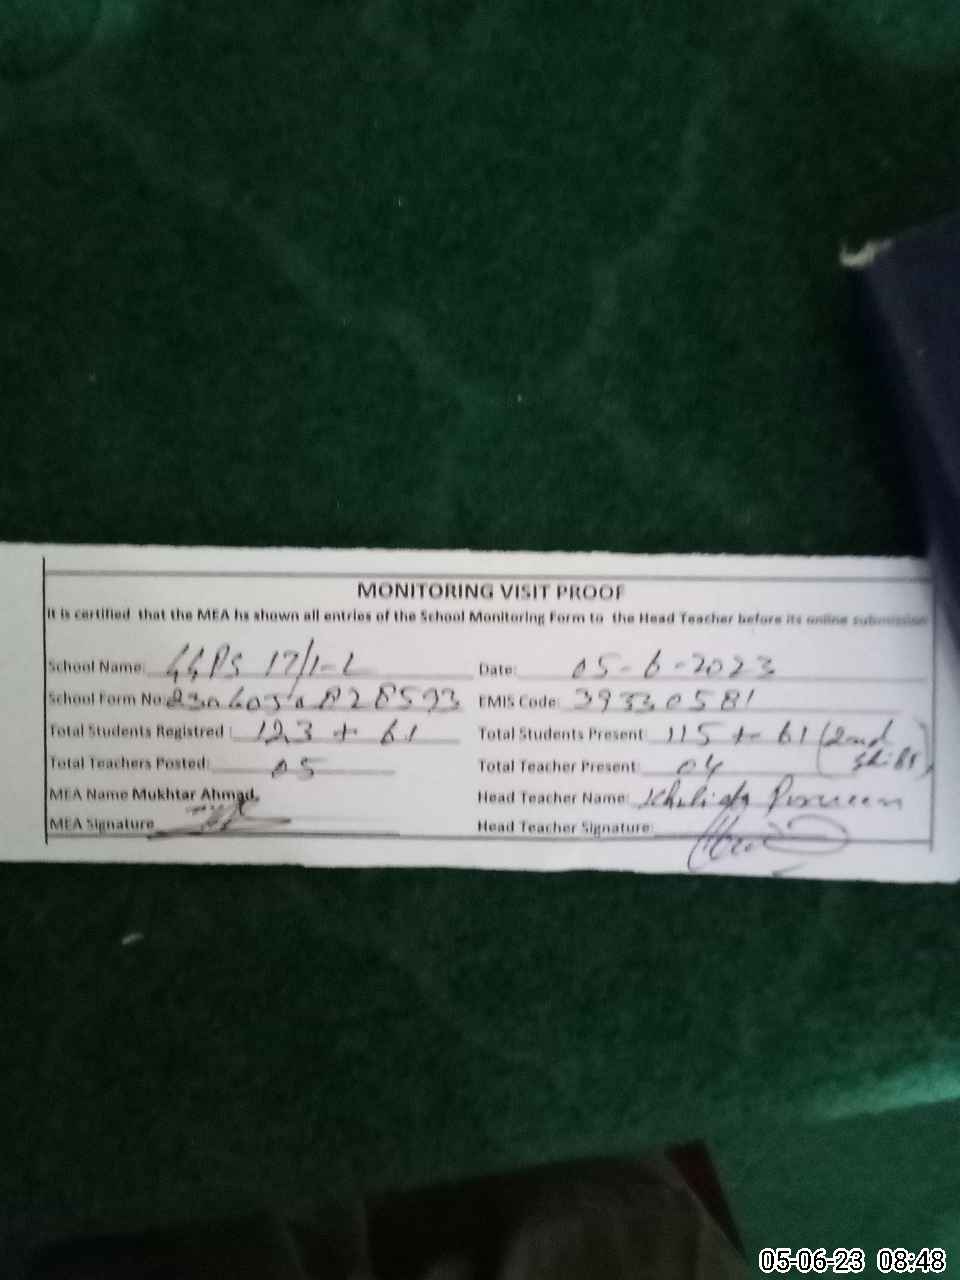 MONITORING VISIT PROOF
It is certified that the MEA hs shown all entries of the School Monitoring Form to the Head Teacher before its online submission
School Name: GGPS 17/1-L Date: 05-6-2023
School Form No: EMIS Code: 39330581
Total Students Registered : 123 + 61 Total Students Present: 115 + 61 (2nd shift)
Total Teachers Posted: 05 Total Teacher Present: 04
MEA Name Mukhtar Ahmad, Head Teacher Name: Khalida Parveen
MEA Signature Head Teacher Signature:
05-06-23 08:48